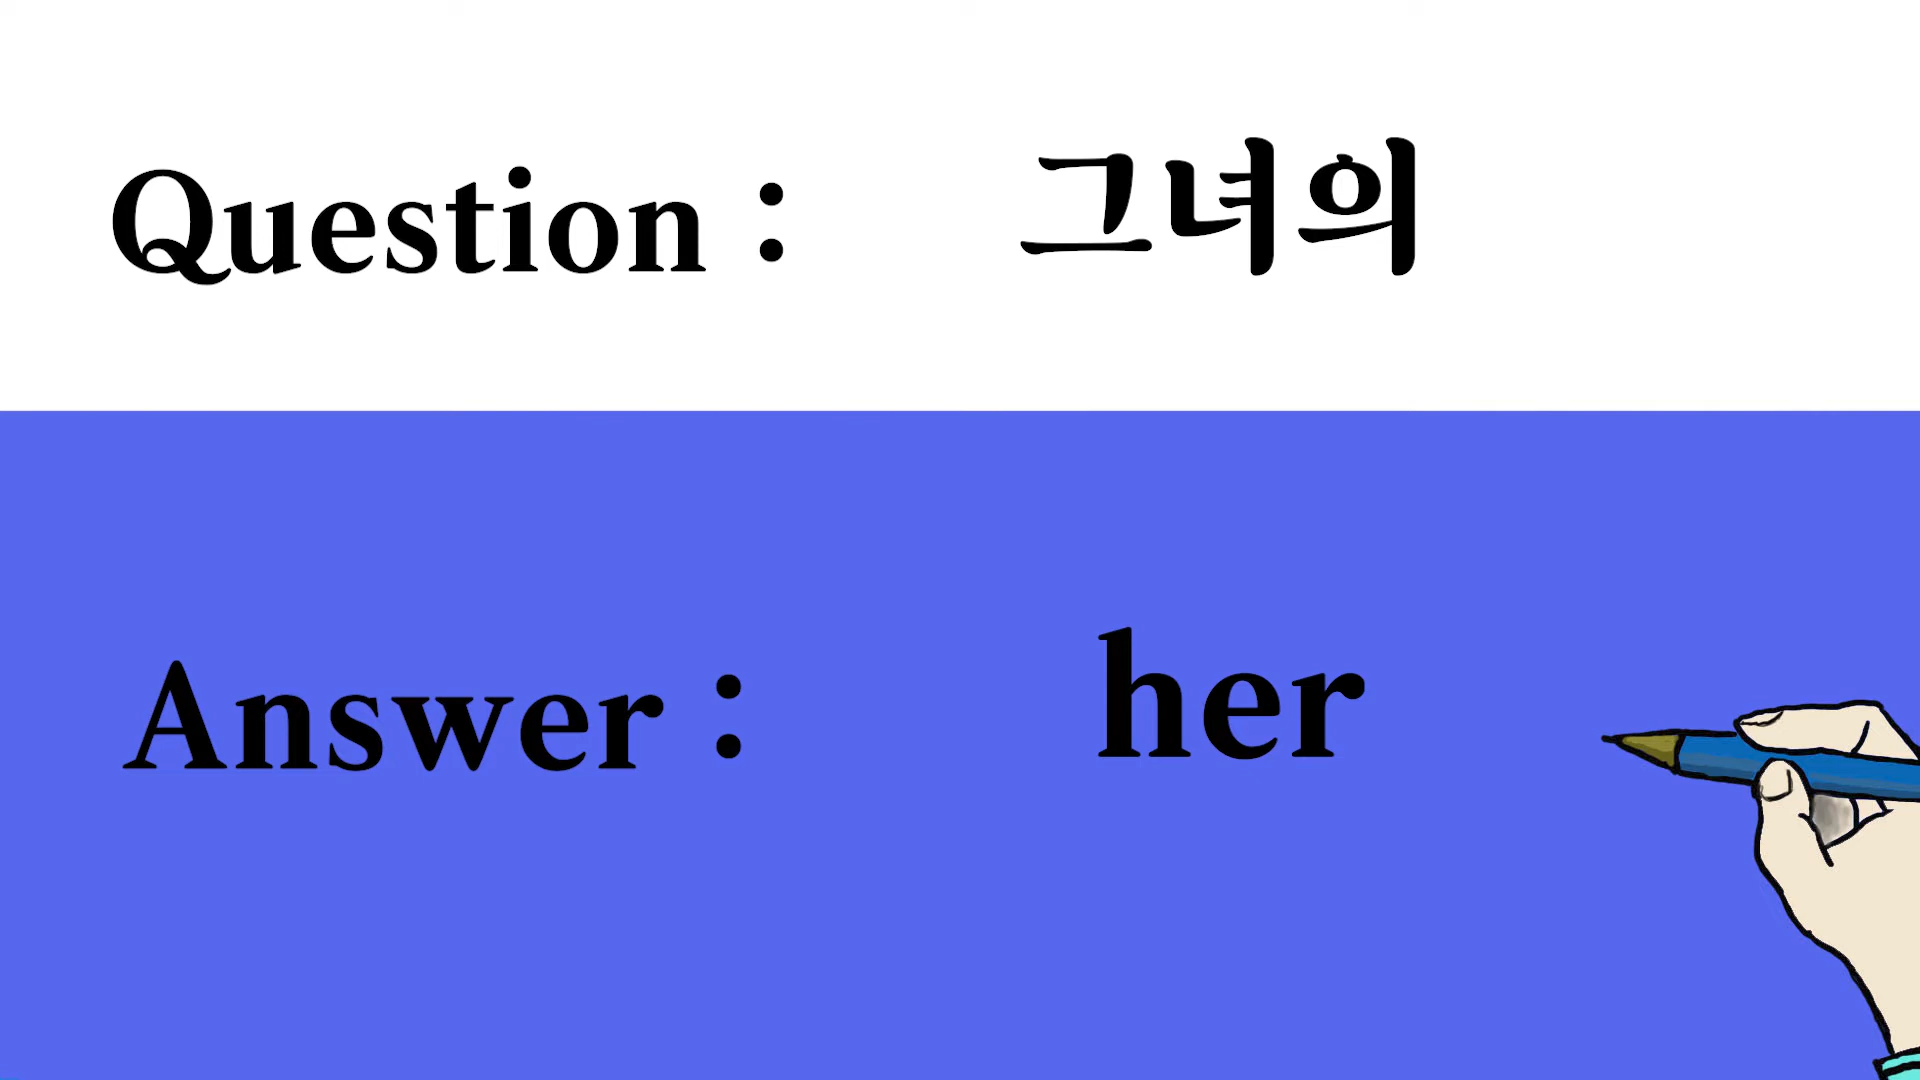 Question : 그녀의
Answer : her